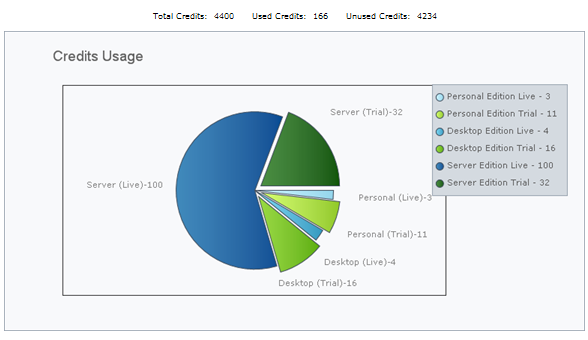 Total Credits: 4400 Used Credits: 166 Unused Credits: 4234
Credits Usage
Personal Edition Live - 3
Personal Edition Trial - 11
Desktop Edition Live - 4
Desktop Edition Trial - 16
Server Edition Live - 100
Server Edition Trial - 32
Server (Trial)-32
Server (Live)-100
Personal (Live)-3
Personal (Trial)-11
Desktop (Live)-4
Desktop (Trial)-16